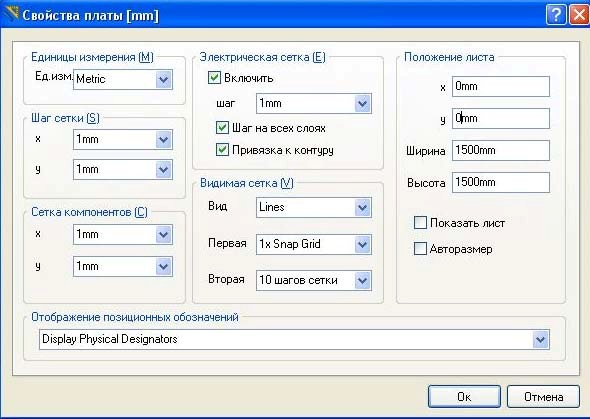 Свойства платы [mm]
Единицы измерения (M)
Ед.изм. Metric
Шаг сетки (S)
x 1mm
y 1mm
Сетка компонентов (C)
x 1mm
y 1mm
Электрическая сетка (E)
Включить
шаг 1mm
Шаг на всех слоях
Привязка к контуру
Видимая сетка (V)
Вид Lines
Первая 1x Snap Grid
Вторая 10 шагов сетки
Положение листа
x 0mm
y 0mm
Ширина 1500mm
Высота 1500mm
Показать лист
Авторазмер
Отображение позиционных обозначений
Display Physical Designators
Ок Отмена